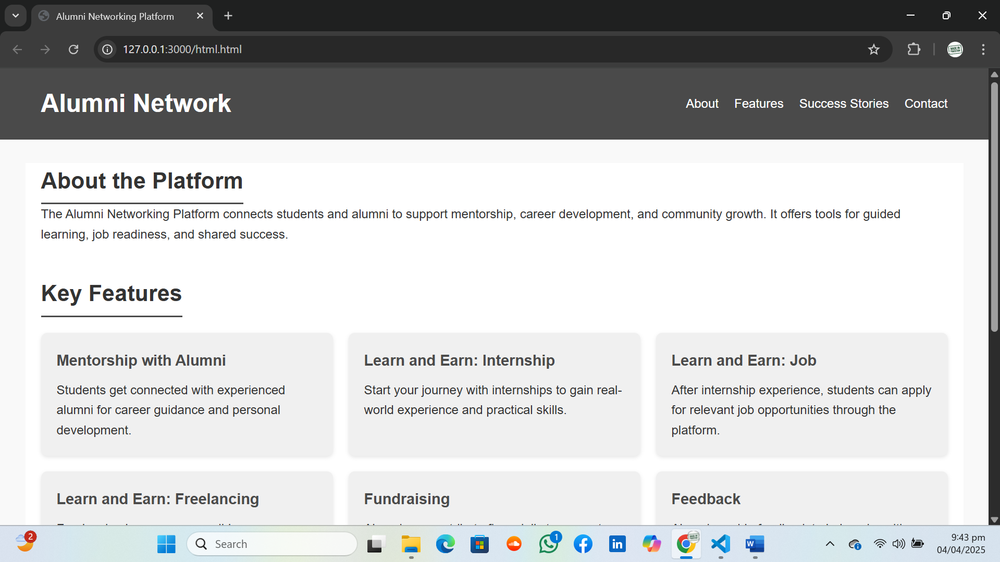 Alumni Networking Platform
127.0.0.1:3000/html.html
MADE IN PAKISTAN
Alumni Network
About Features Success Stories Contact
About the Platform
The Alumni Networking Platform connects students and alumni to support mentorship, career development, and community growth. It offers tools for guided
learning, job readiness, and shared success.
Key Features
Mentorship with Alumni
Students get connected with experienced
alumni for career guidance and personal
development.
Learn and Earn: Internship
Start your journey with internships to gain real-
world experience and practical skills.
Learn and Earn: Job
After internship experience, students can apply
for relevant job opportunities through the
platform.
Learn and Earn: Freelancing
Fundraising
Feedback
2
Search
1
in
W
9:43 pm
04/04/2025